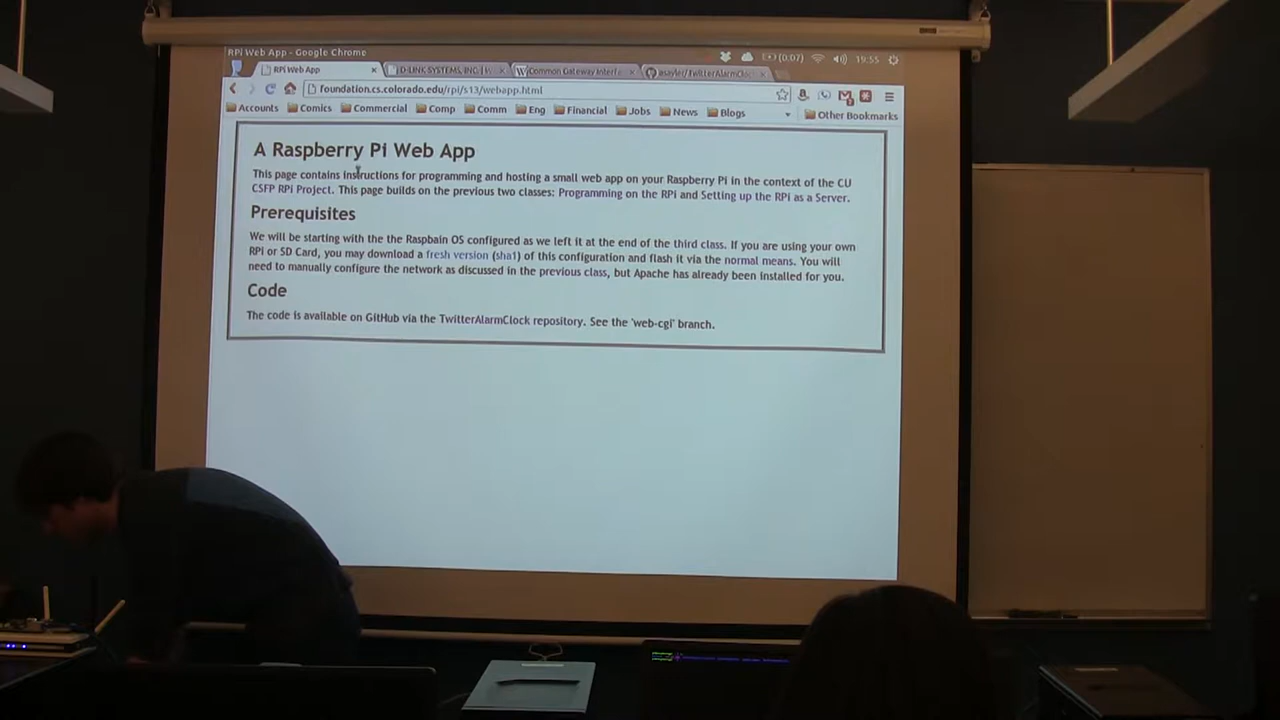 RPi Web App - Google Chrome
(0:07) 19:55
RPi Web App
D-LINK SYSTEMS, INC. |
Common Gateway Interf
asayler/TwitterAlarmCloc
foundation.cs.colorado.edu/rpi/s13/webapp.html
Accounts Comics Commercial Comp Comm Eng Financial Jobs News Blogs Other Bookmarks
A Raspberry Pi Web App
This page contains instructions for programming and hosting a small web app on your Raspberry Pi in the context of the CU
CSFP RPi Project. This page builds on the previous two classes: Programming on the RPi and Setting up the RPi as a Server.
Prerequisites
We will be starting with the the Raspbain OS configured as we left it at the end of the third class. If you are using your own
RPi or SD Card, you may download a fresh version (sha1) of this configuration and flash it via the normal means. You will
need to manually configure the network as discussed in the previous class, but Apache has already been installed for you.
Code
The code is available on GitHub via the TwitterAlarmClock repository. See the 'web-cgi' branch.